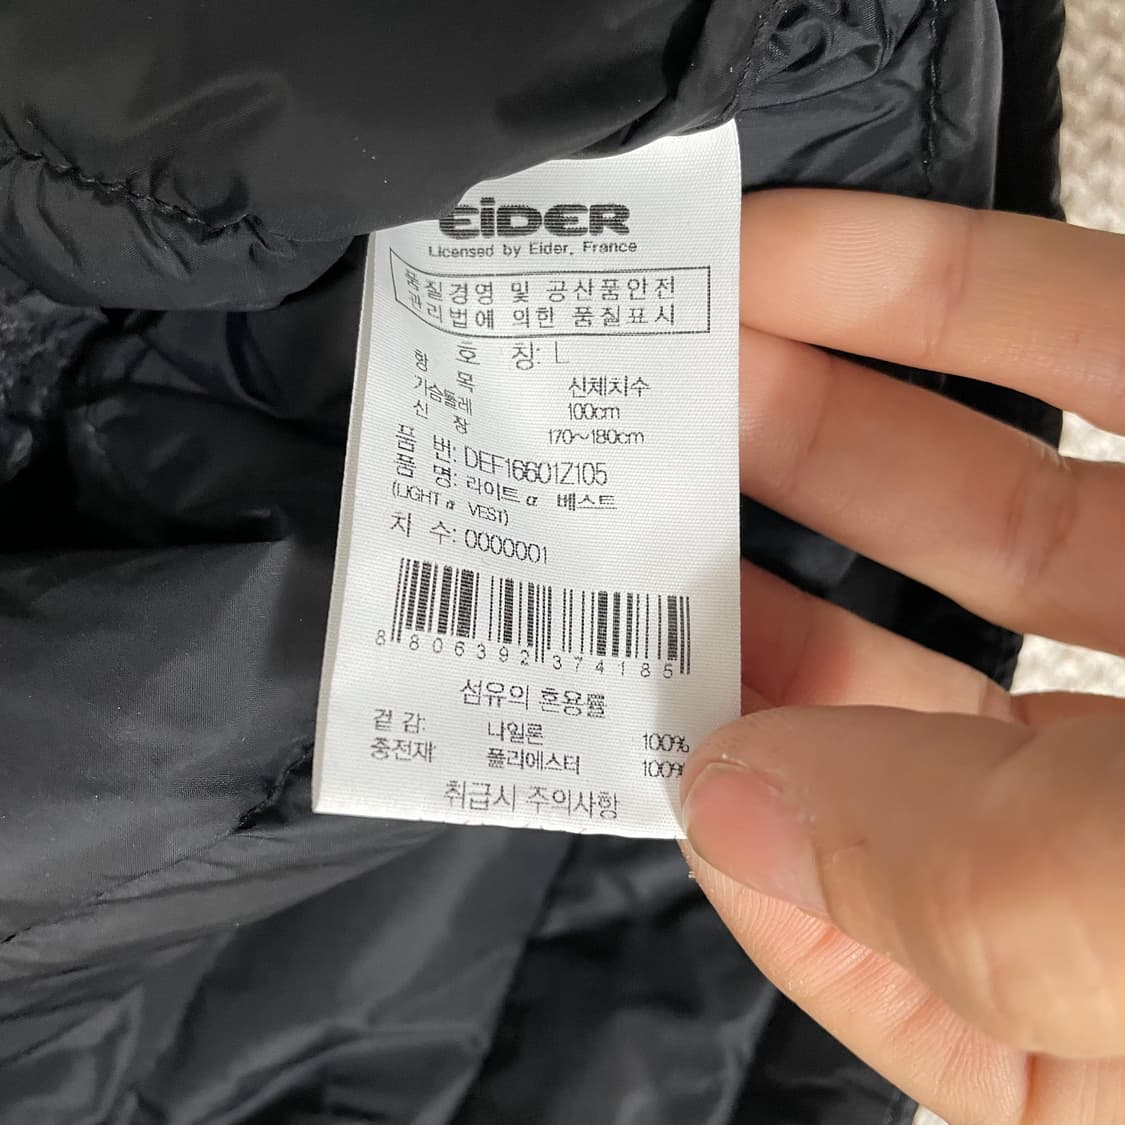 EiDER
Licensed by Eider, France
품질경영 및 공산품안전
관리법에 의한 품질표시
호 칭: L
항 목 신체치수
가슴둘레 100cm
신 장 170~180cm
품 번: DEF16601Z105
품 명: 라이트 α 베스트
(LIGHT α VEST)
차 수: 0000001
8 806392 374185
섬유의 혼용률
겉 감: 나일론 100%
충전재: 폴리에스터 100%
취급시 주의사항